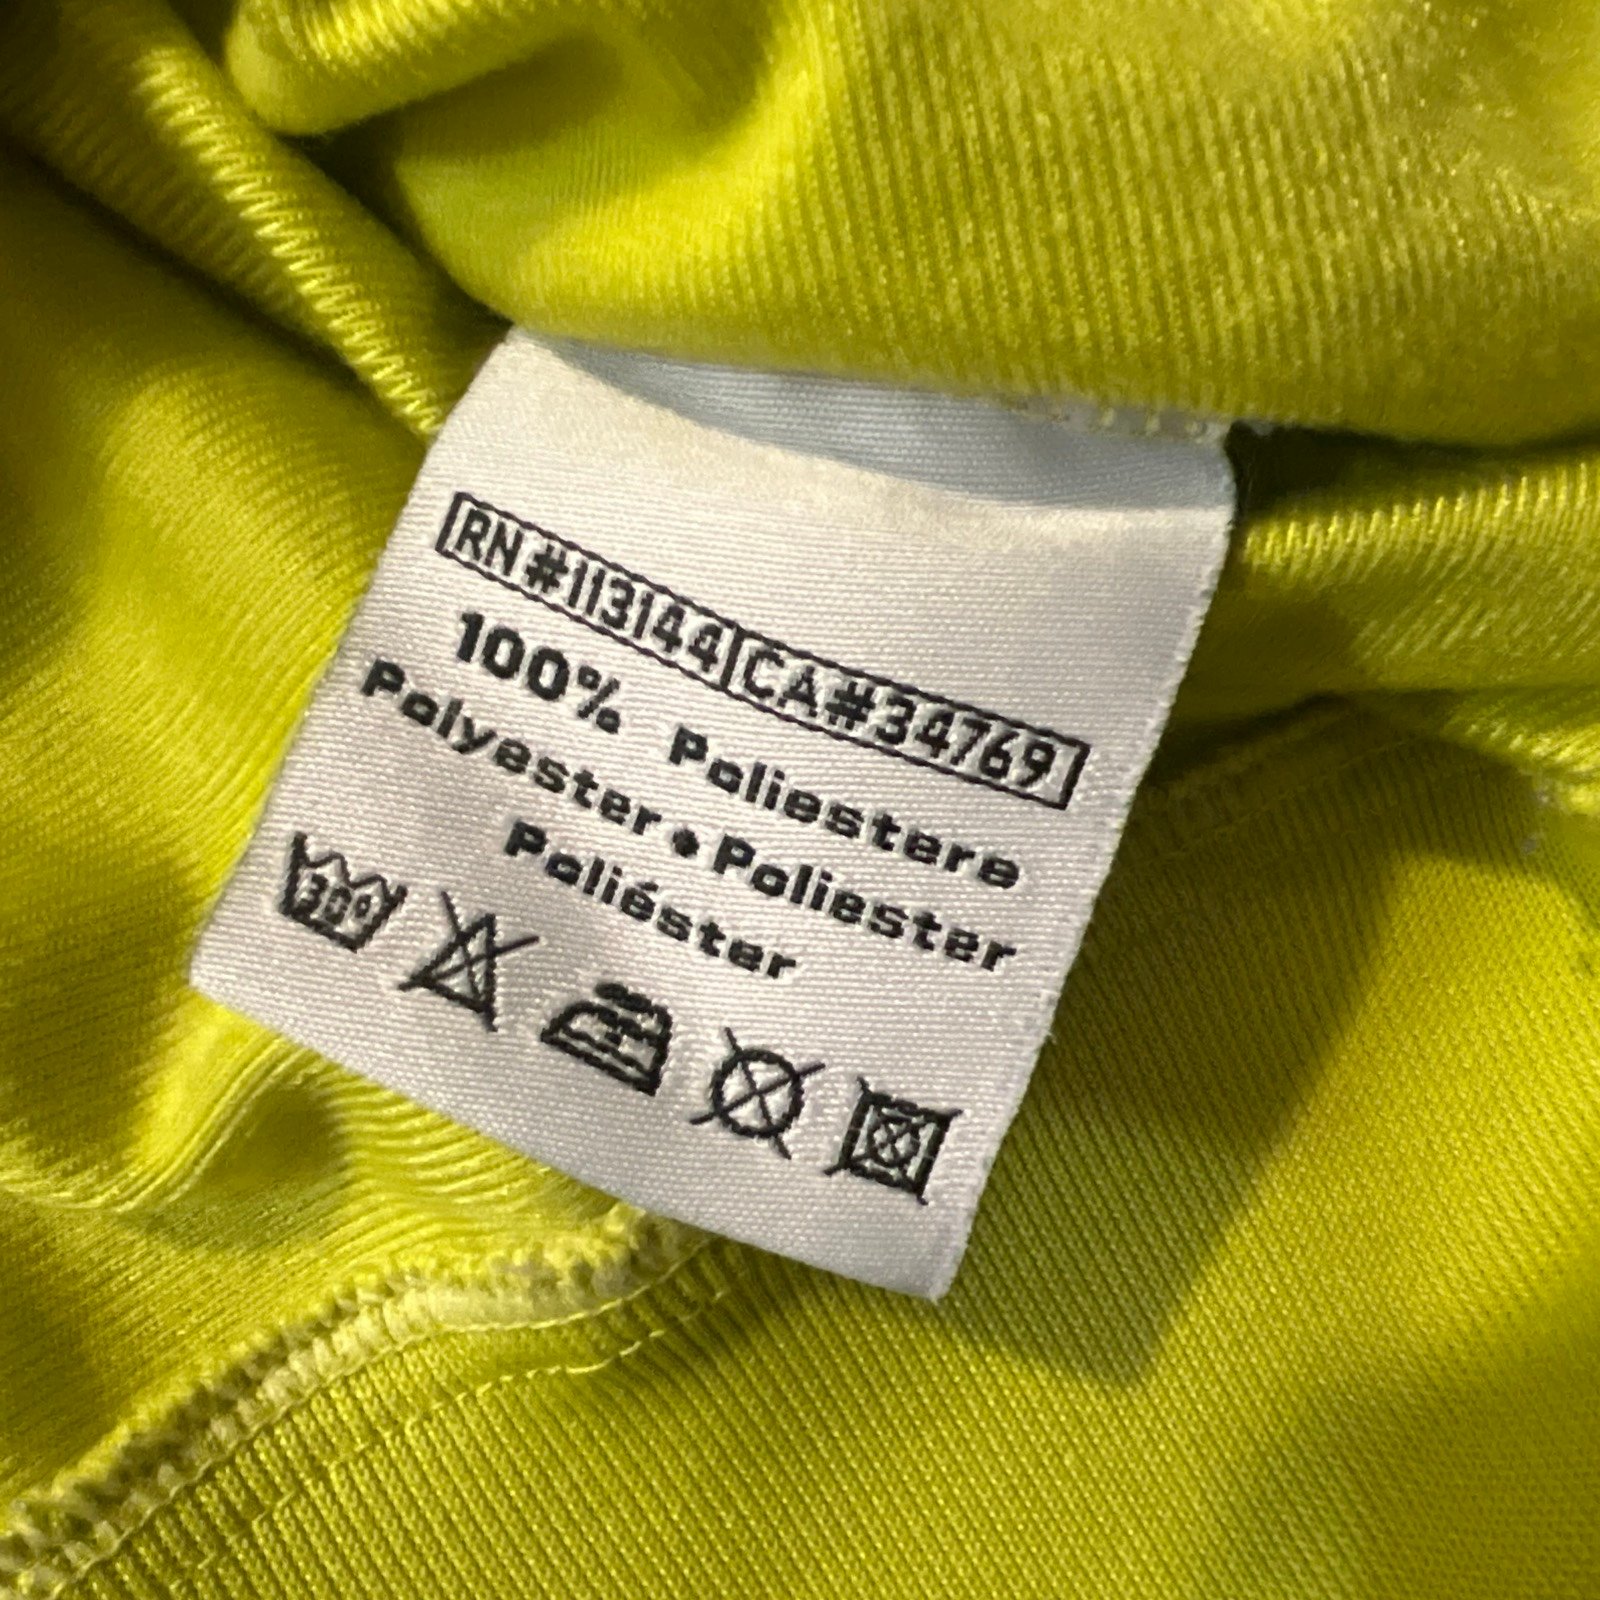 RN#113144 CA#34769
100% Poliestere
Polyester • Poliester
Poliéster
30°